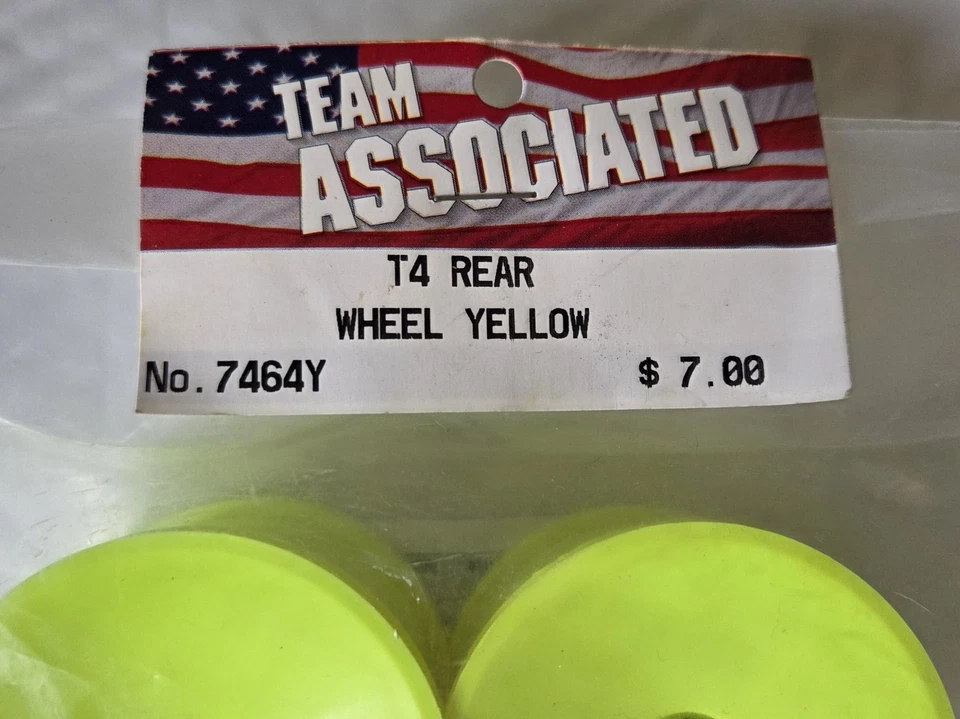 TEAM
ASSOCIATED
T4 REAR
WHEEL YELLOW
No. 7464Y $ 7.00